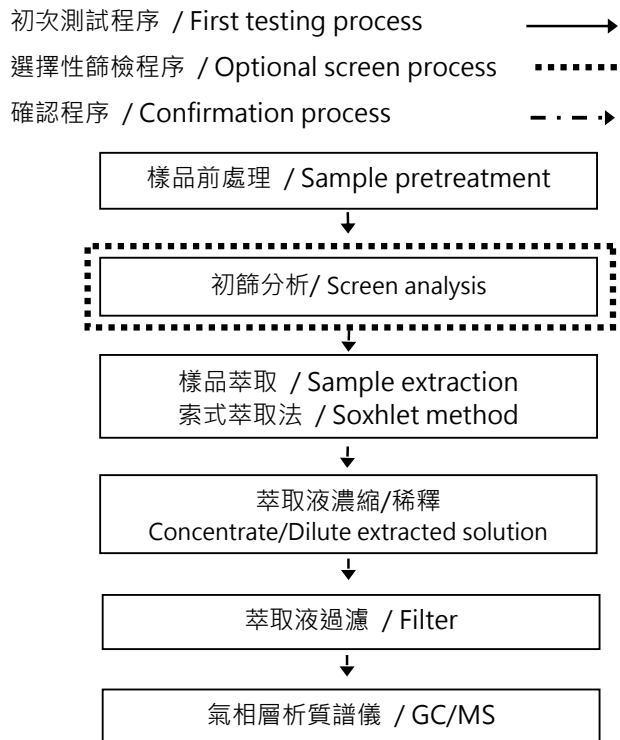 初次測試程序 / First testing process
選擇性篩檢程序 / Optional screen process
確認程序 / Confirmation process
樣品前處理 / Sample pretreatment
初篩分析/ Screen analysis
樣品萃取 / Sample extraction
索式萃取法 / Soxhlet method
萃取液濃縮/稀釋
Concentrate/Dilute extracted solution
萃取液過濾 / Filter
氣相層析質譜儀 / GC/MS